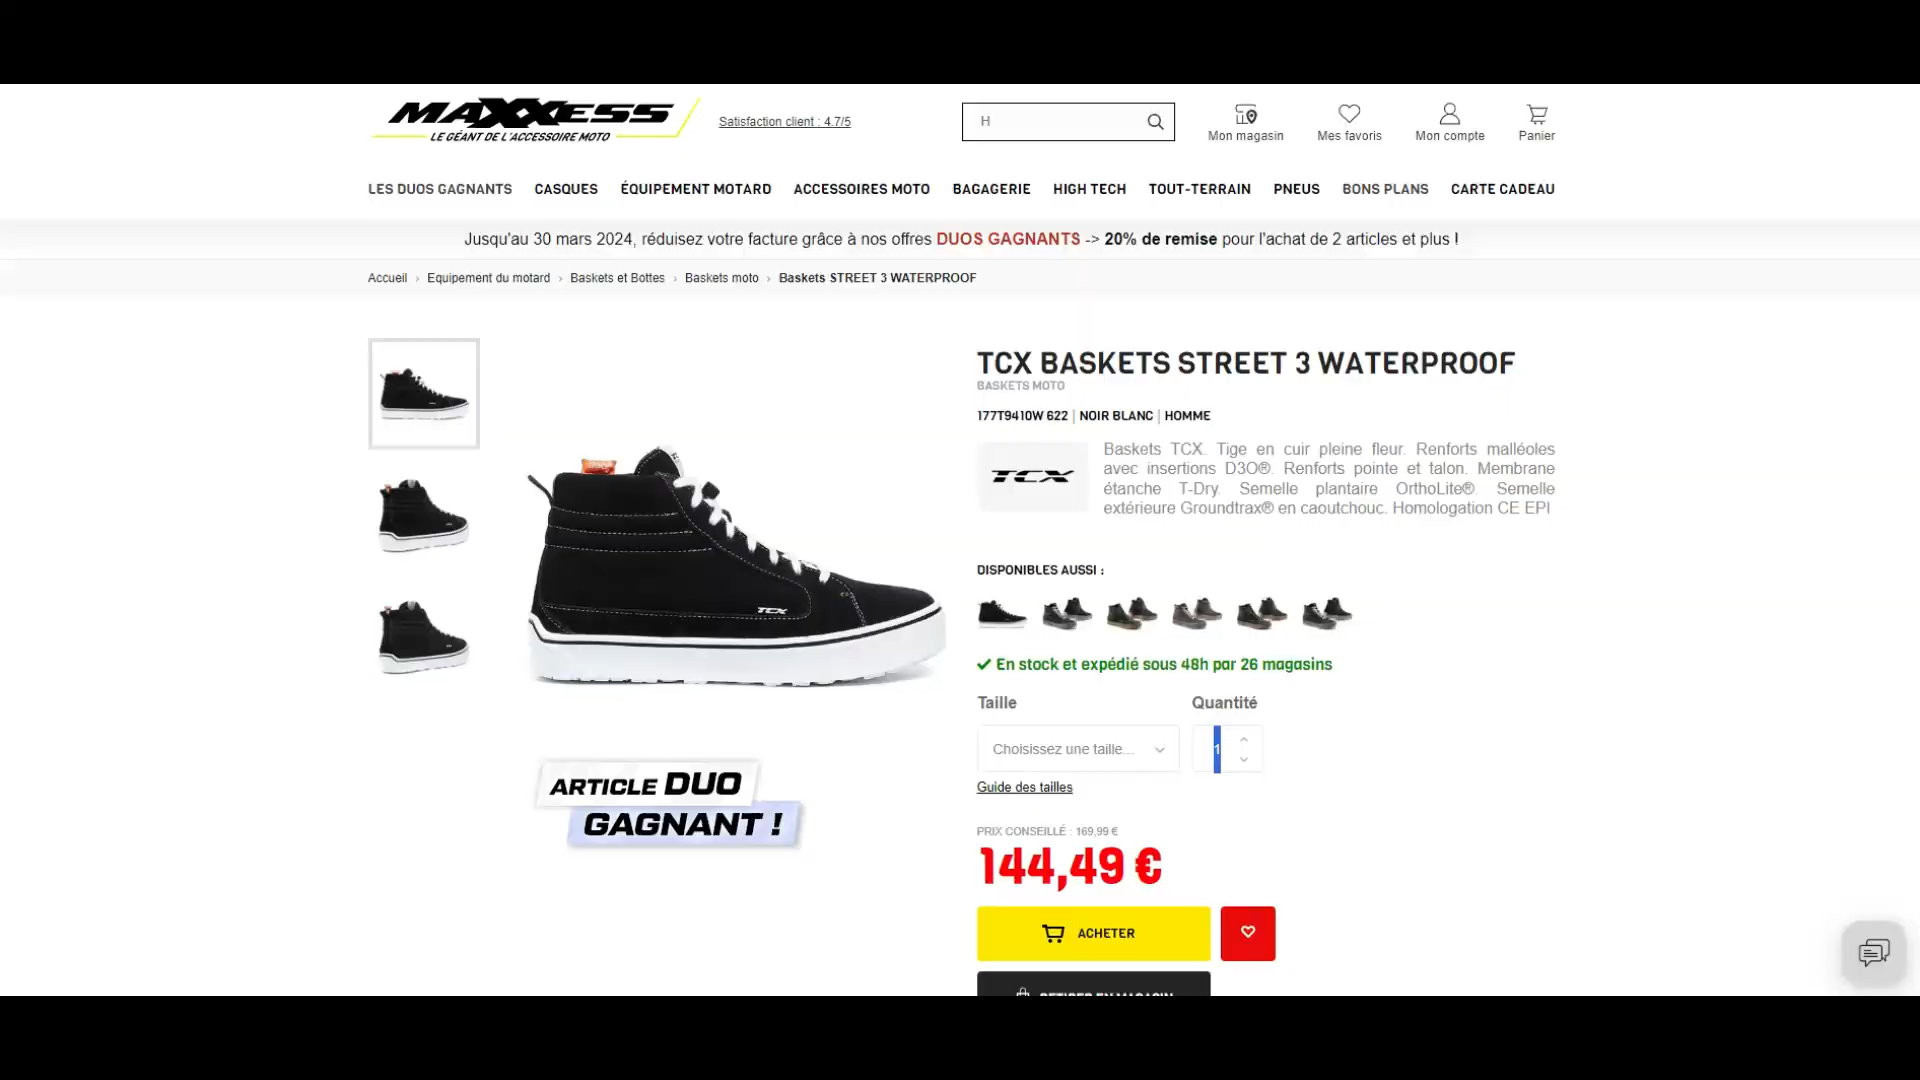 MAXXESS
LE GÉANT DE L'ACCESSOIRE MOTO
Satisfaction client : 4.7/5
H
Mon magasin
Mes favoris
Mon compte
Panier
LES DUOS GAGNANTS
CASQUES
ÉQUIPEMENT MOTARD
ACCESSOIRES MOTO
BAGAGERIE
HIGH TECH
TOUT-TERRAIN
PNEUS
BONS PLANS
CARTE CADEAU
Jusqu'au 30 mars 2024, réduisez votre facture grâce à nos offres DUOS GAGNANTS -> 20% de remise pour l'achat de 2 articles et plus !
Accueil › Equipement du motard › Baskets et Bottes › Baskets moto › Baskets STREET 3 WATERPROOF
TCX
TCX BASKETS STREET 3 WATERPROOF
BASKETS MOTO
177T9410W 622 | NOIR BLANC | HOMME
TCX
Baskets TCX. Tige en cuir pleine fleur. Renforts malléoles
avec insertions D3O®. Renforts pointe et talon. Membrane
étanche T-Dry. Semelle plantaire OrthoLite®. Semelle
extérieure Groundtrax® en caoutchouc. Homologation CE EPI
DISPONIBLES AUSSI :
En stock et expédié sous 48h par 26 magasins
Taille
Quantité
Choisissez une taille...
1
Guide des tailles
ARTICLE DUO
GAGNANT !
PRIX CONSEILLÉ : 169,99 €
144,49 €
ACHETER
RETIRER EN MAGASIN